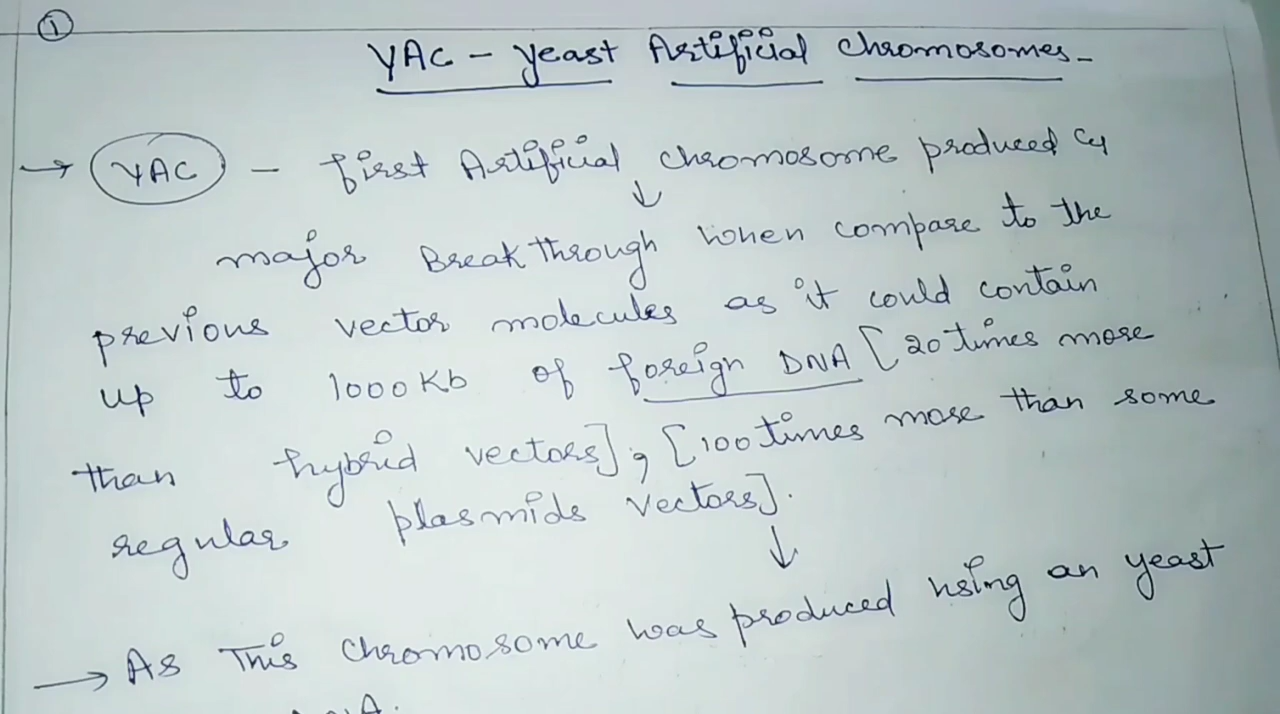 ①
YAC - Yeast Artificial Chromosomes -
→ YAC - first Artificial chromosome produced
↓
major Breakthrough when compare to the
previous vector molecules as it could contain
up to 1000Kb of foreign DNA [20 times more
than hybrid vectors], [100 times more than some
regular plasmids vectors].
↓
→ As This chromosome was produced using an yeast
DNA.